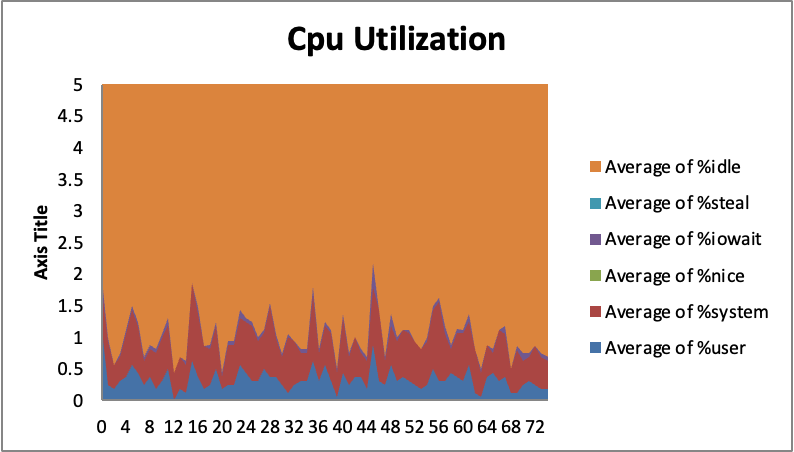 Cpu Utilization
Axis Title
5
4.5
4
3.5
3
2.5
2
1.5
1
0.5
0
0 4 8 12 16 20 24 28 32 36 40 44 48 52 56 60 64 68 72
Average of %idle
Average of %steal
Average of %iowait
Average of %nice
Average of %system
Average of %user